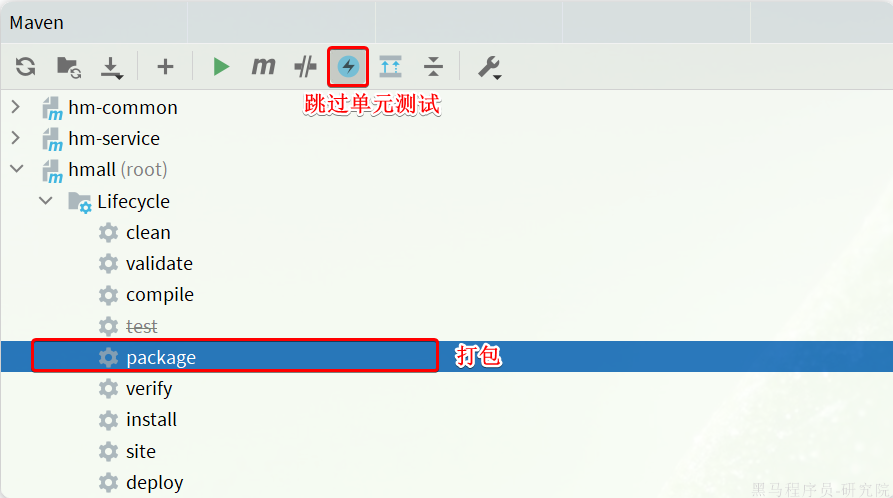 Maven
跳过单元测试
hm-common
hm-service
hmall (root)
Lifecycle
clean
validate
compile
test
package
打包
verify
install
site
deploy
黑马程序员-研究院